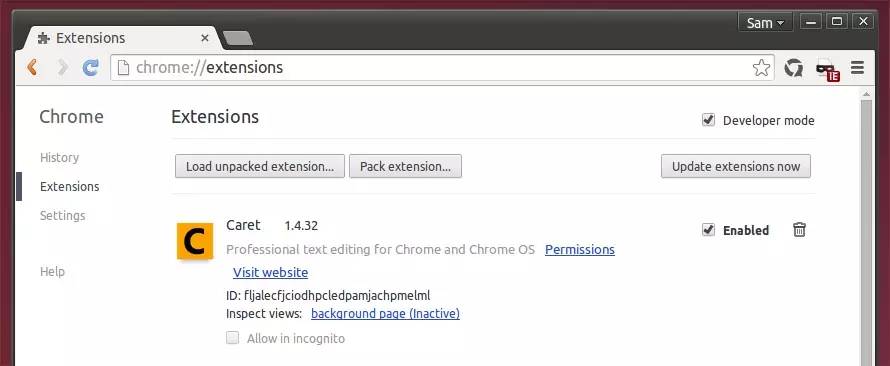 Sam
Extensions
chrome://extensions
IE
Chrome
History
Extensions
Settings
Help
Extensions
Developer mode
Load unpacked extension...
Pack extension...
Update extensions now
C
Caret 1.4.32
Enabled
Professional text editing for Chrome and Chrome OS Permissions
Visit website
ID: fljalecfjciodhpcledpamjachpmelml
Inspect views: background page (Inactive)
Allow in incognito